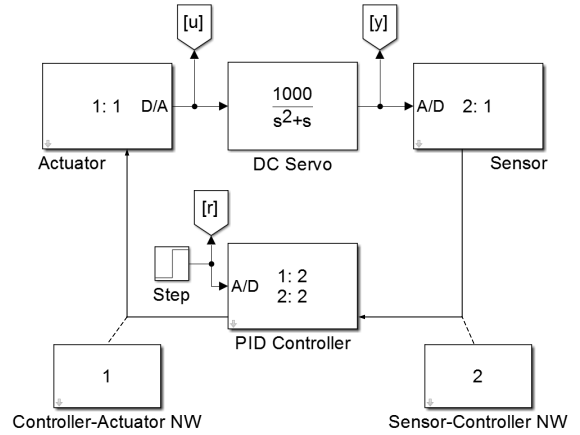 [u]
[y]
1: 1
D/A
1000
s2+s
A/D
2: 1
Actuator
DC Servo
Sensor
[r]
Step
A/D
1: 2
2: 2
PID Controller
1
2
Controller-Actuator NW
Sensor-Controller NW